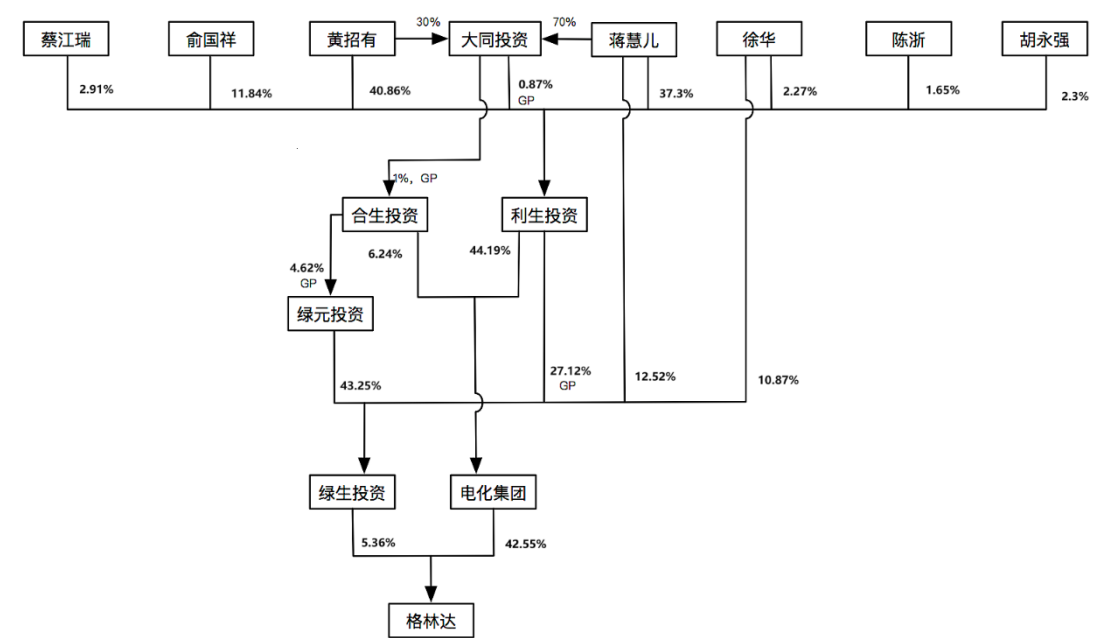 30%
70%
蔡江瑞
俞国祥
黄招有
大同投资
蒋慧儿
徐华
陈浙
胡永强
2.91%
11.84%
40.86%
0.87%
GP
37.3%
2.27%
1.65%
2.3%
1%，GP
合生投资
利生投资
6.24%
44.19%
4.62%
GP
绿元投资
43.25%
27.12%
GP
12.52%
10.87%
绿生投资
电化集团
5.36%
42.55%
格林达